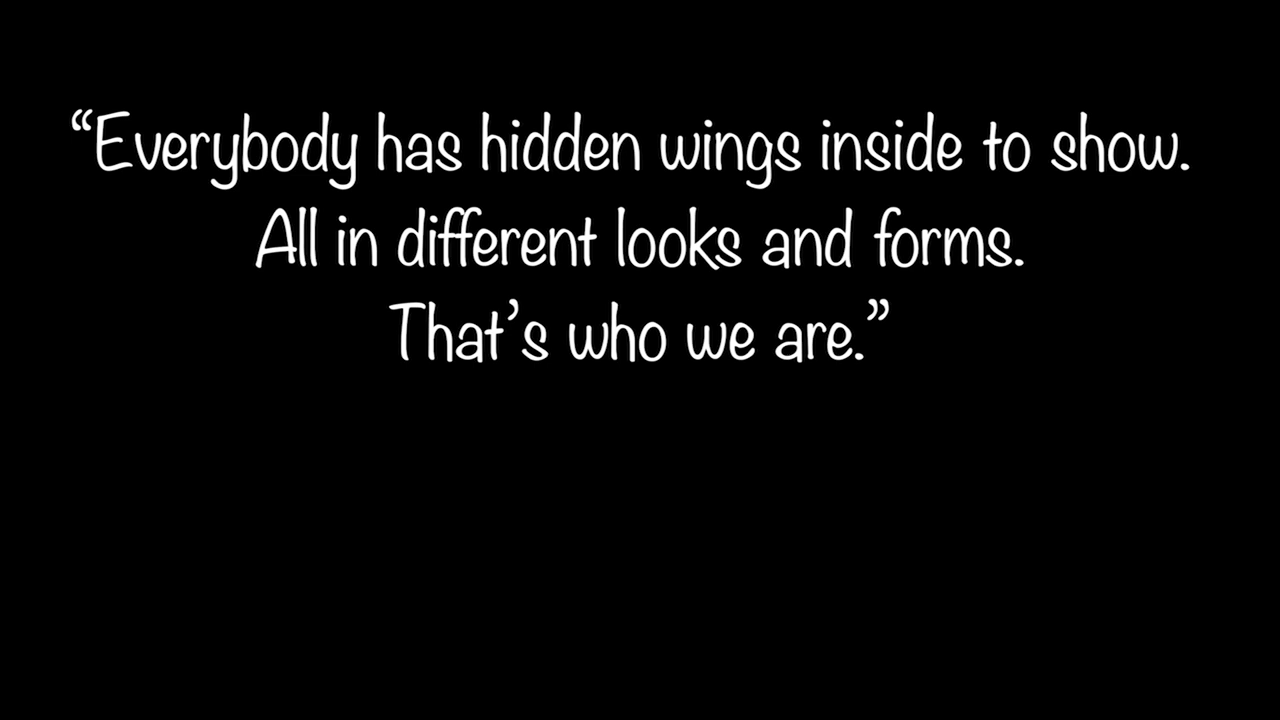 “Everybody has hidden wings inside to show.
All in different looks and forms.
That’s who we are.”